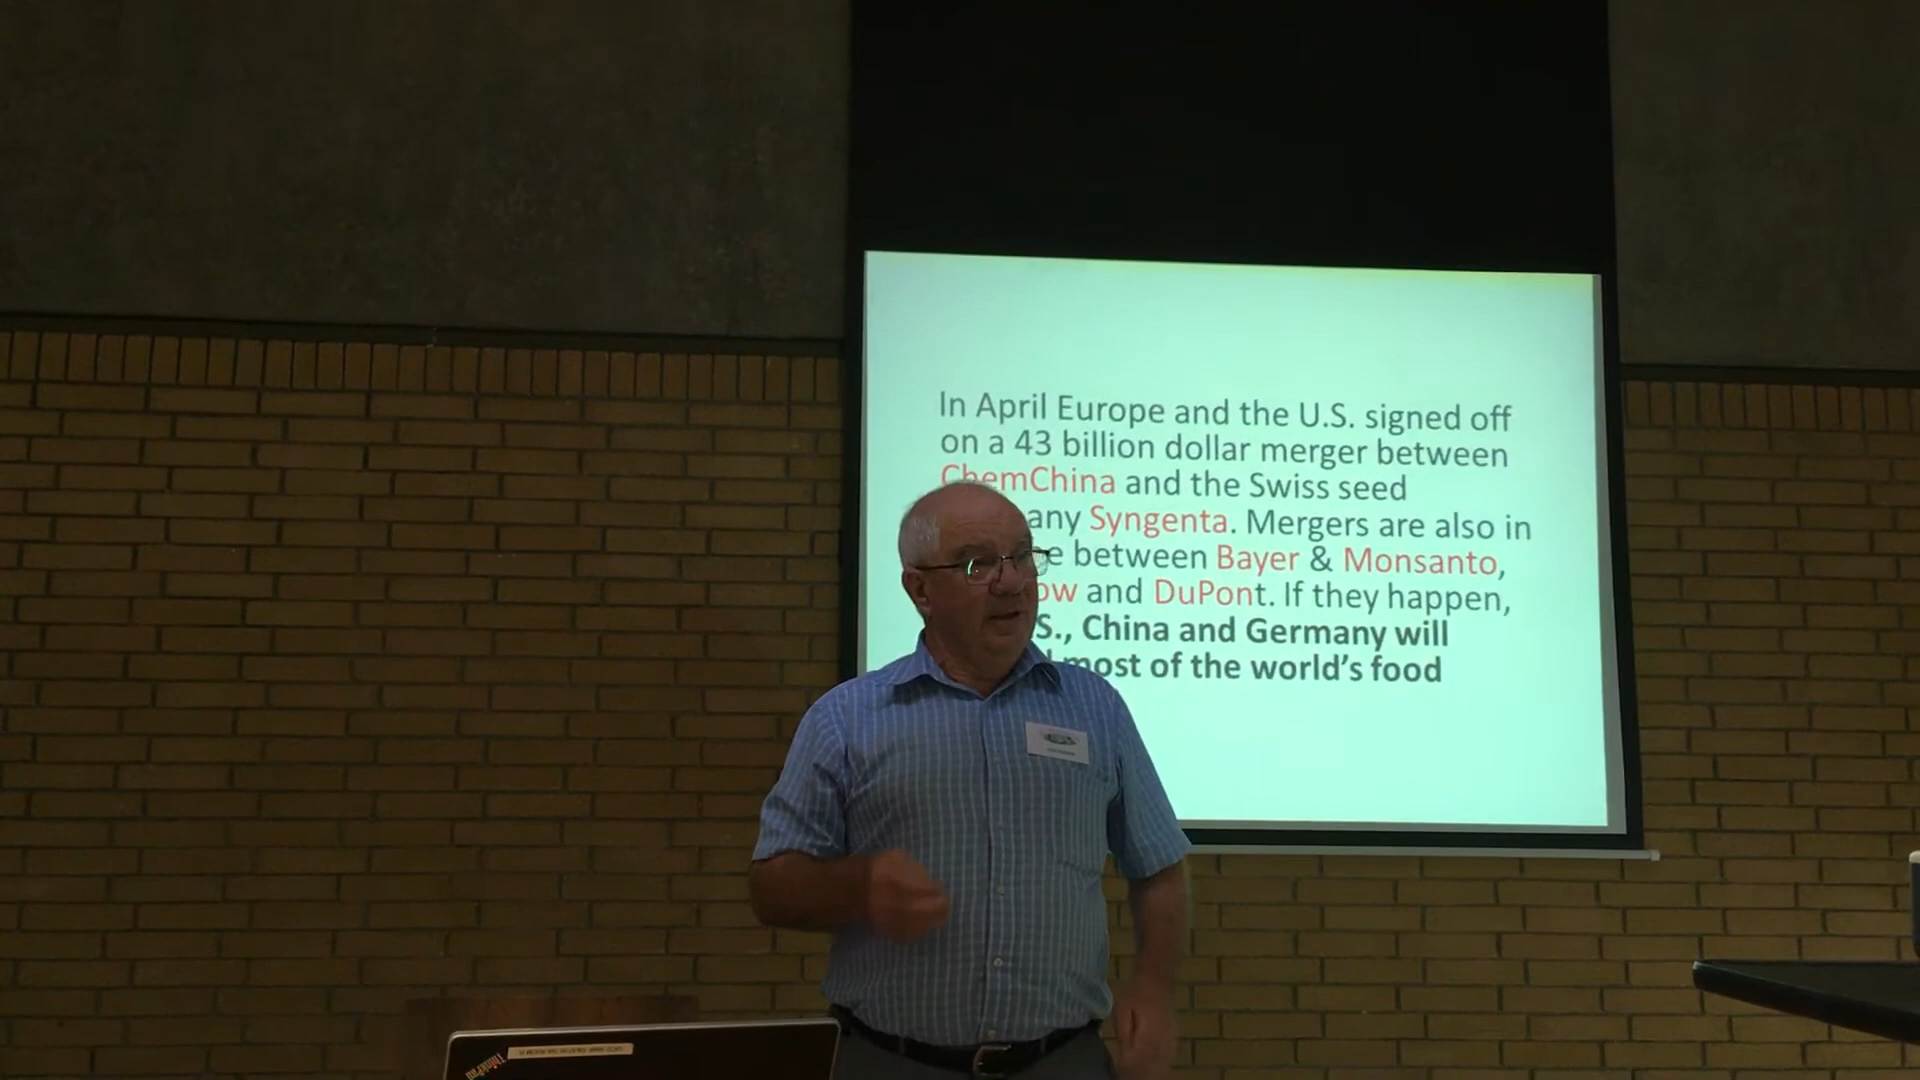 In April Europe and the U.S. signed off
on a 43 billion dollar merger between
ChemChina and the Swiss seed
any Syngenta. Mergers are also in
e between Bayer & Monsanto,
ow and DuPont. If they happen,
S., China and Germany will
most of the world's food
ThinkPad